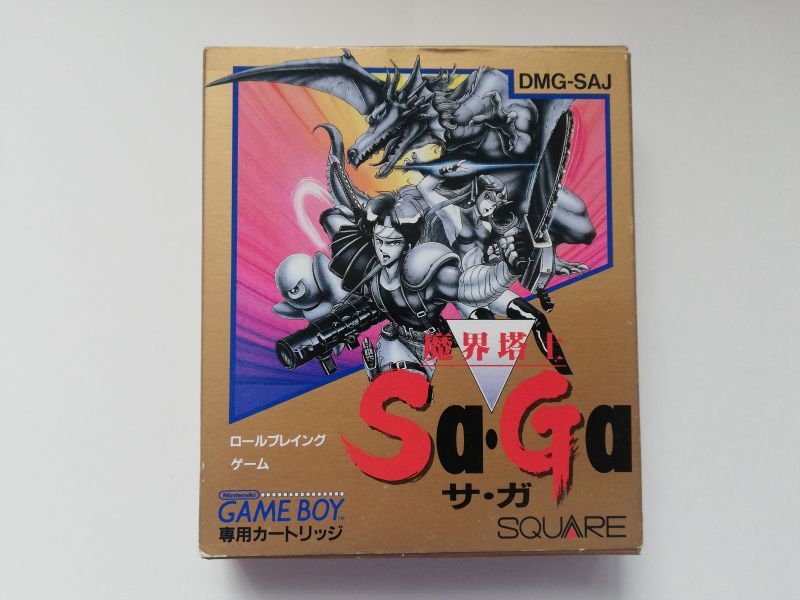 DMG-SAJ
魔界塔士
Sa・Ga
サ・ガ
ロールプレイング
ゲーム
Nintendo
GAME BOY TM
専用カートリッジ
SQUARE